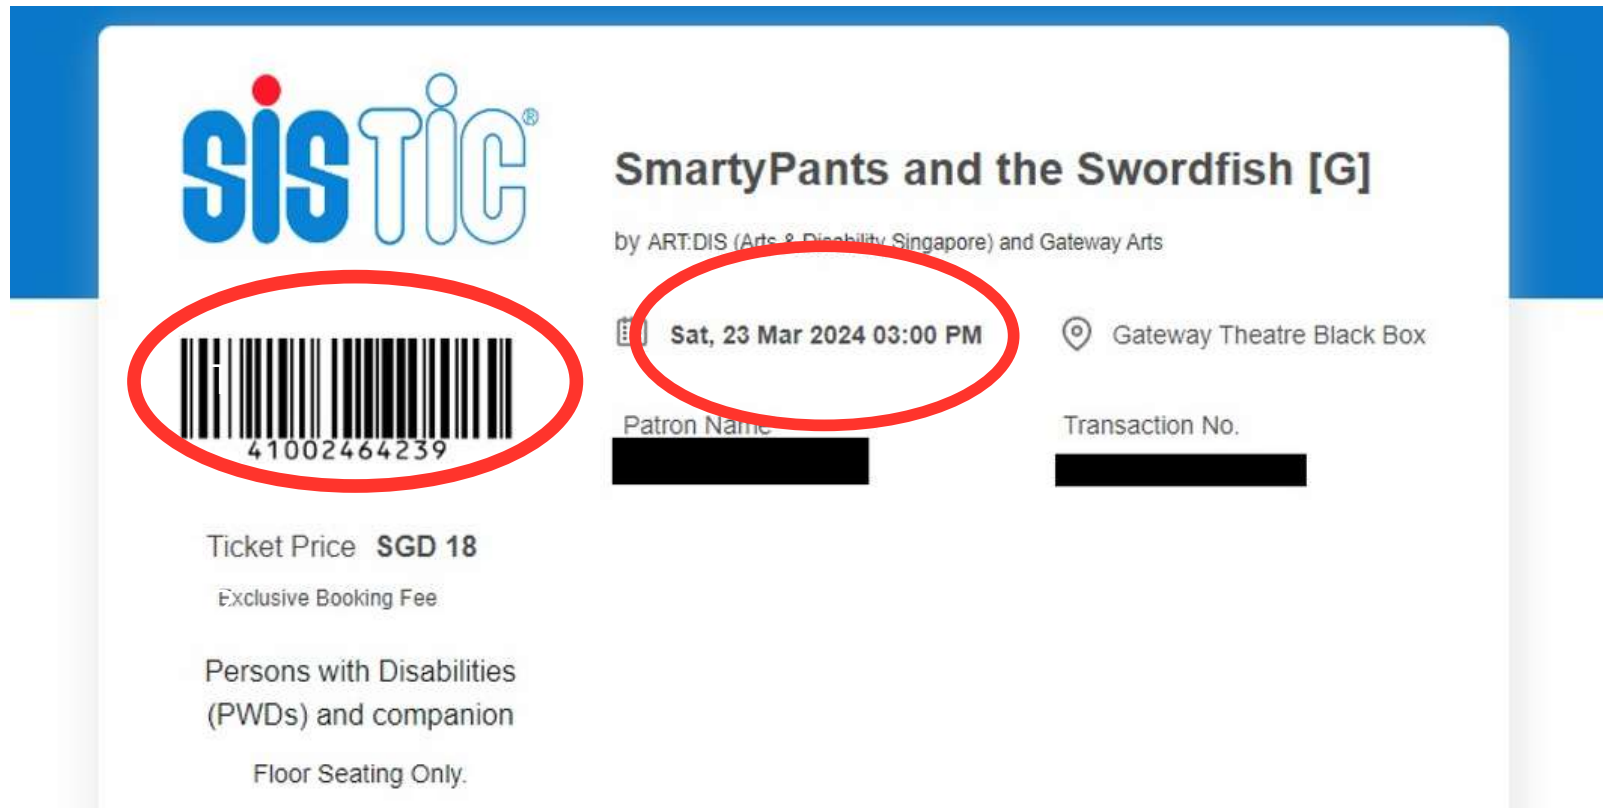 SISTIC®
SmartyPants and the Swordfish [G]
by ART:DIS (Arts & Disability Singapore) and Gateway Arts
Sat, 23 Mar 2024 03:00 PM
Gateway Theatre Black Box
41002464239
Patron Name
Transaction No.
Ticket Price SGD 18
Exclusive Booking Fee
Persons with Disabilities
(PWDs) and companion
Floor Seating Only.